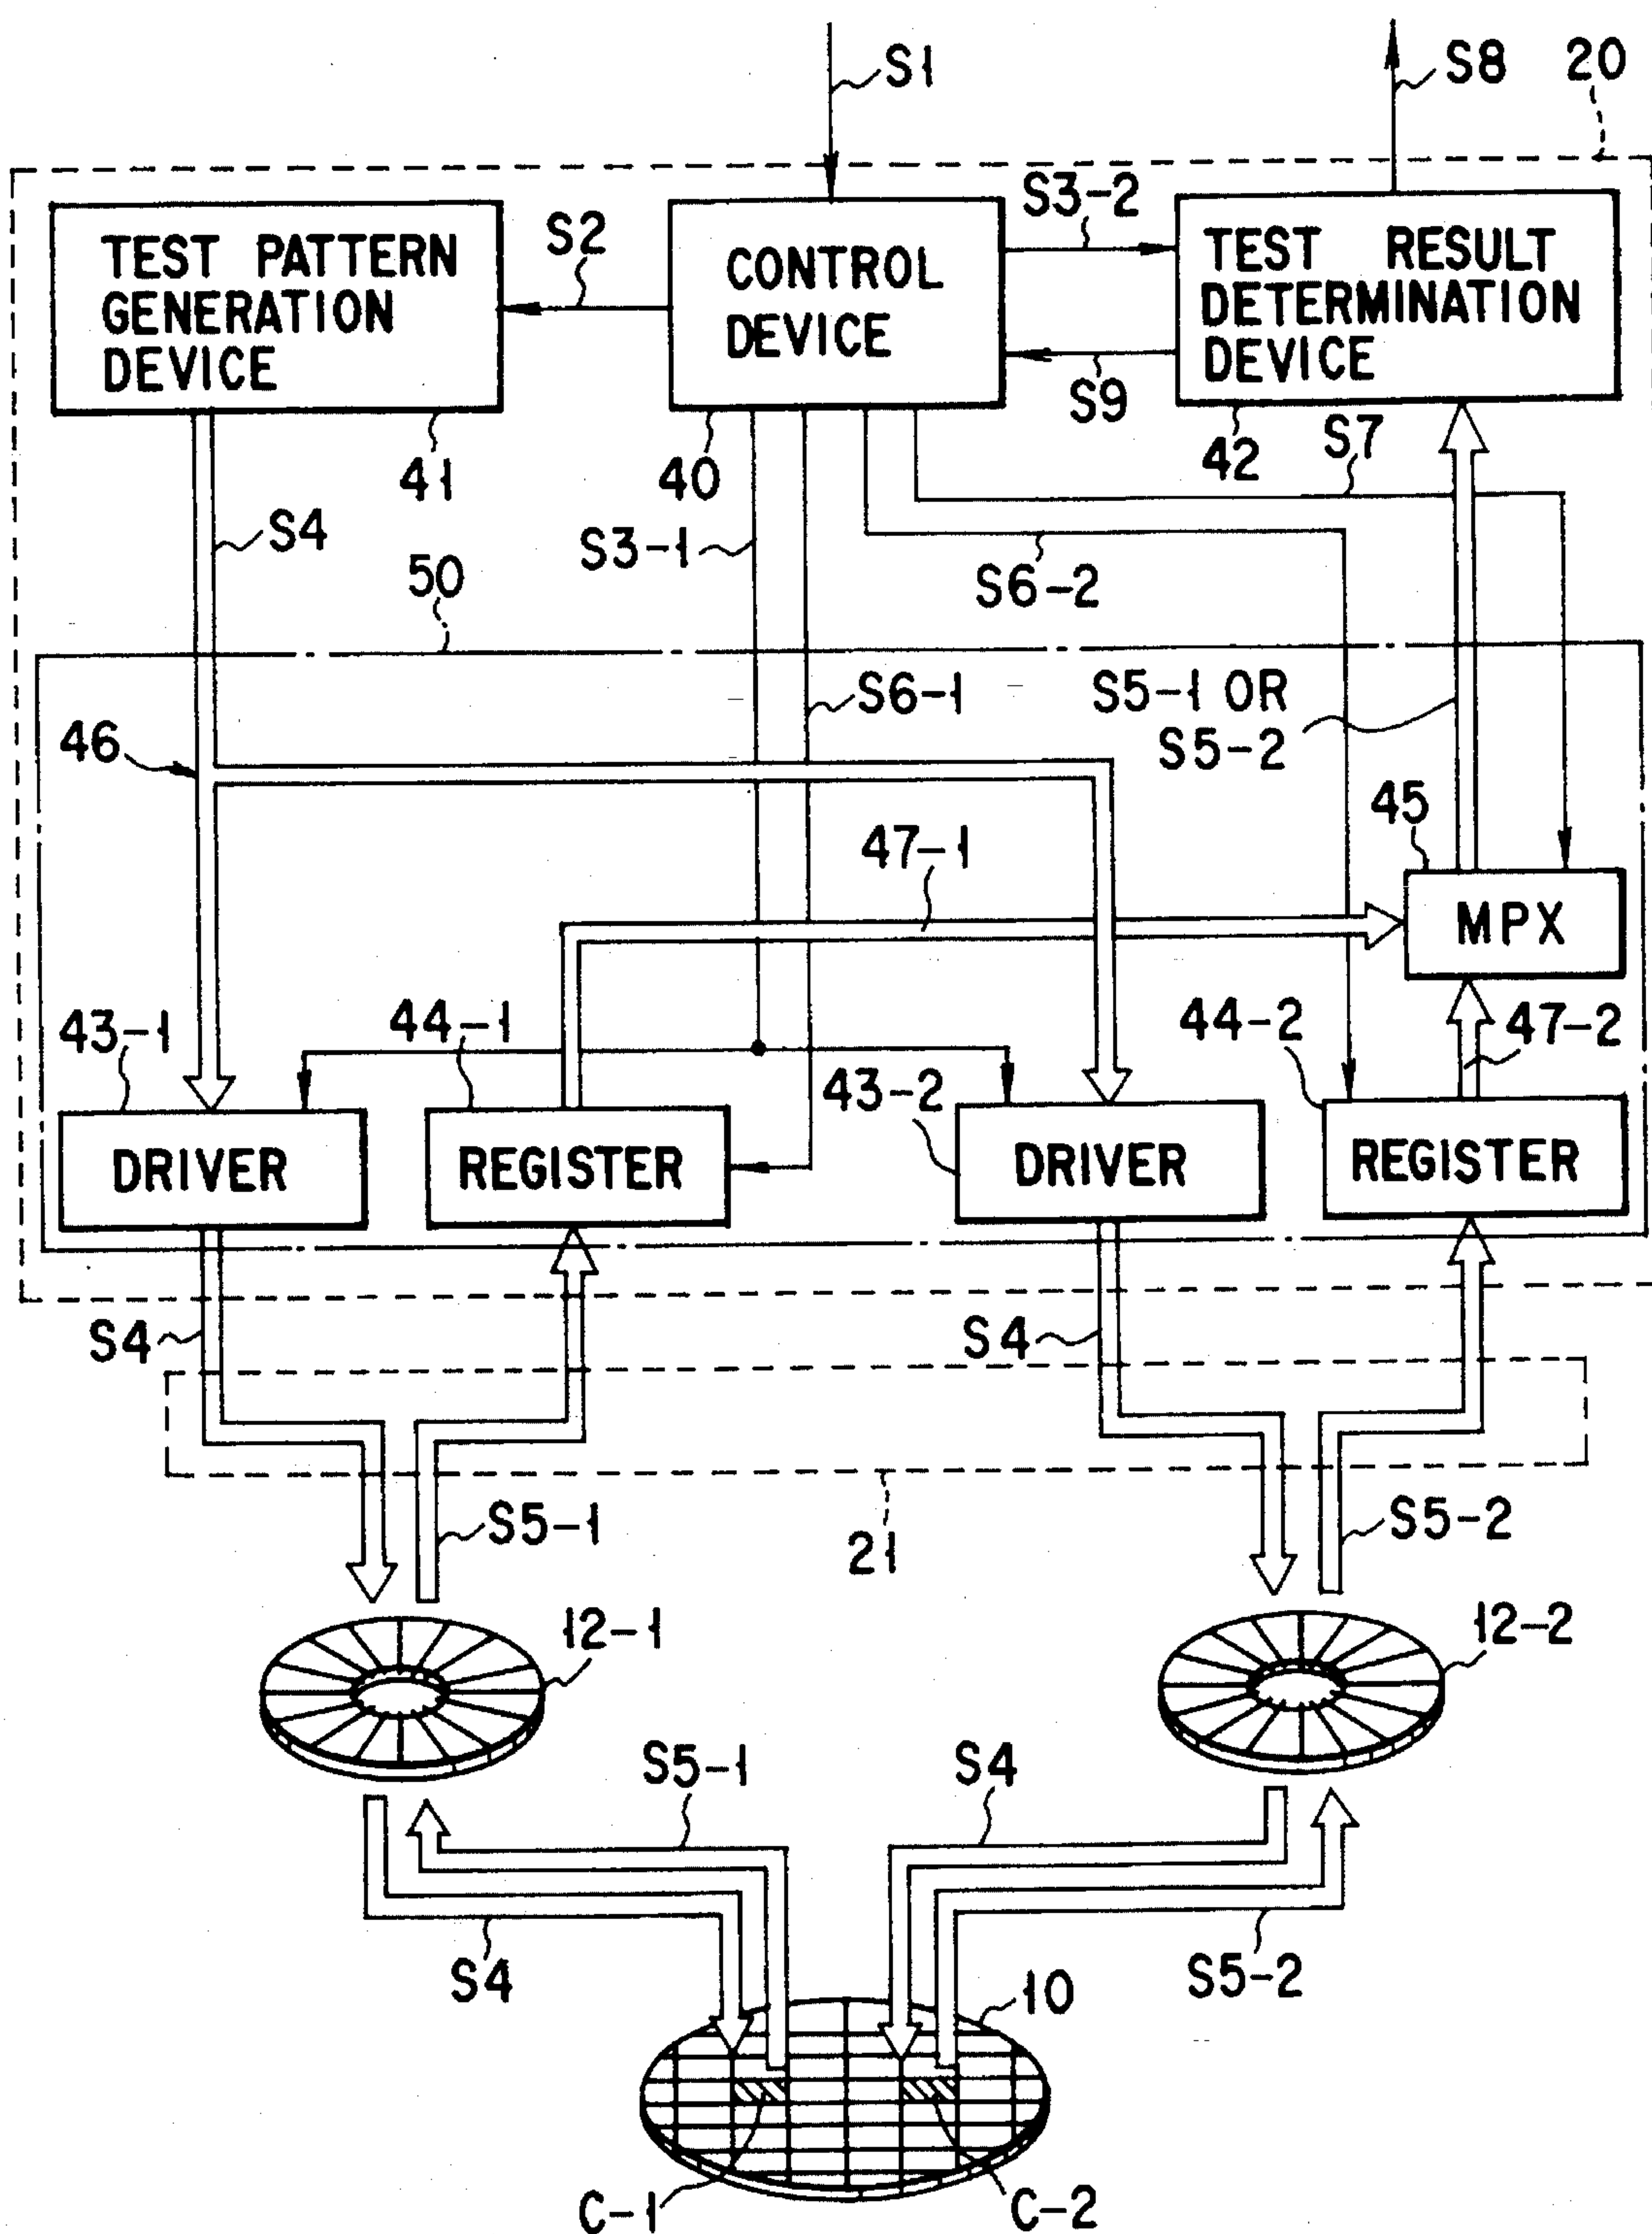 S1
S8
20
S3-2
S2
TEST PATTERN
GENERATION
DEVICE
CONTROL
DEVICE
TEST RESULT
DETERMINATION
DEVICE
S9
41
40
42
S7
S4
S3-1
50
S6-2
S6-1
S5-1 OR
S5-2
46
45
47-1
MPX
43-1
44-1
44-2
47-2
43-2
DRIVER
REGISTER
DRIVER
REGISTER
S4
S4
S5-1
21
S5-2
12-1
12-2
S5-1
S4
S4
S5-2
10
C-1
C-2